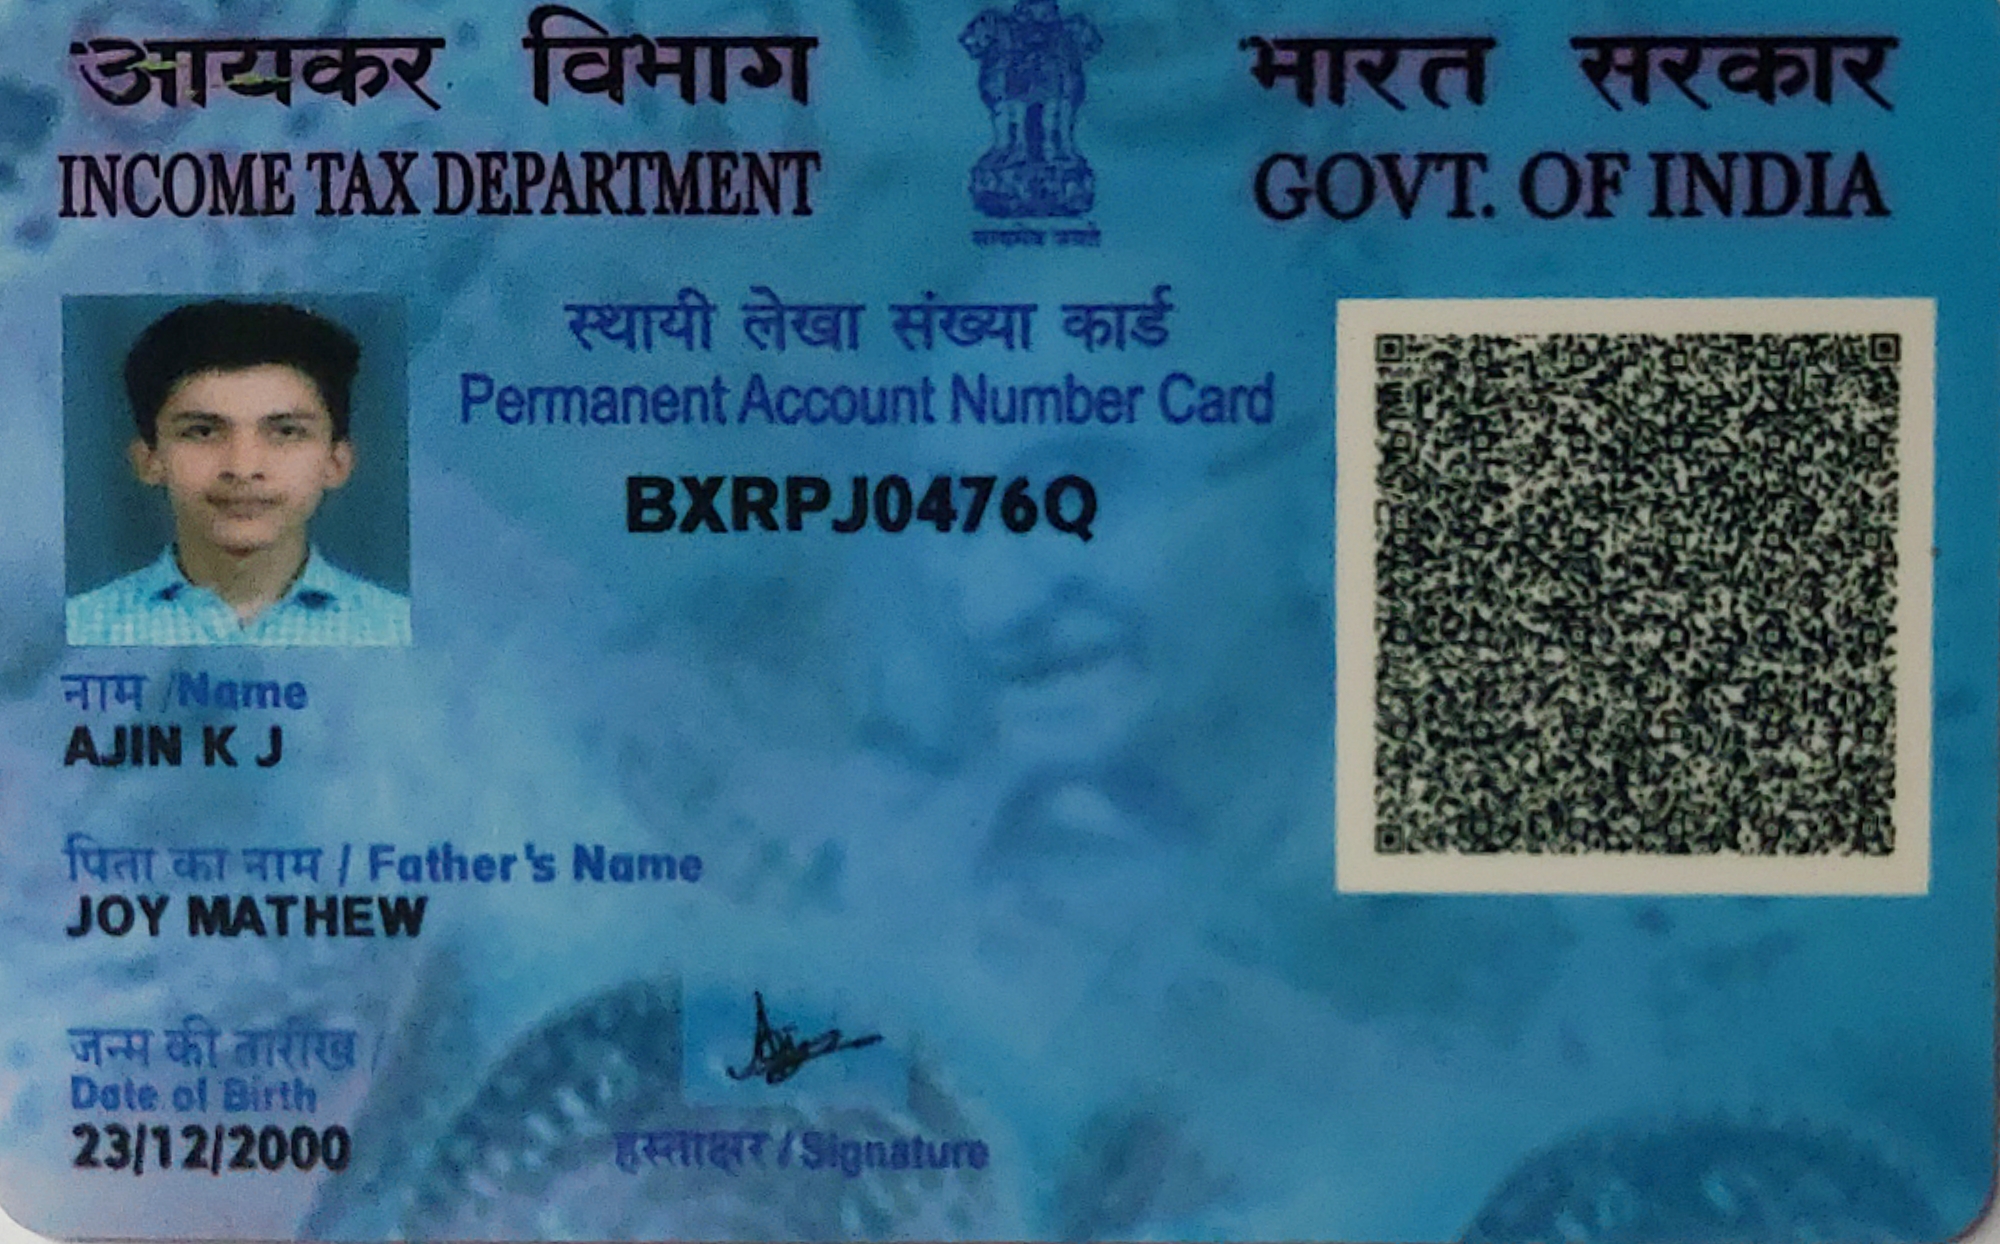 आयकर विभाग
INCOME TAX DEPARTMENT
सत्यमेव जयते
भारत सरकार
GOVT. OF INDIA
स्थायी लेखा संख्या कार्ड
Permanent Account Number Card
BXRPJ0476Q
नाम /Name
AJIN K J
पिता का नाम / Father's Name
JOY MATHEW
जन्म की तारीख /
Date of Birth
23/12/2000
हस्ताक्षर / Signature